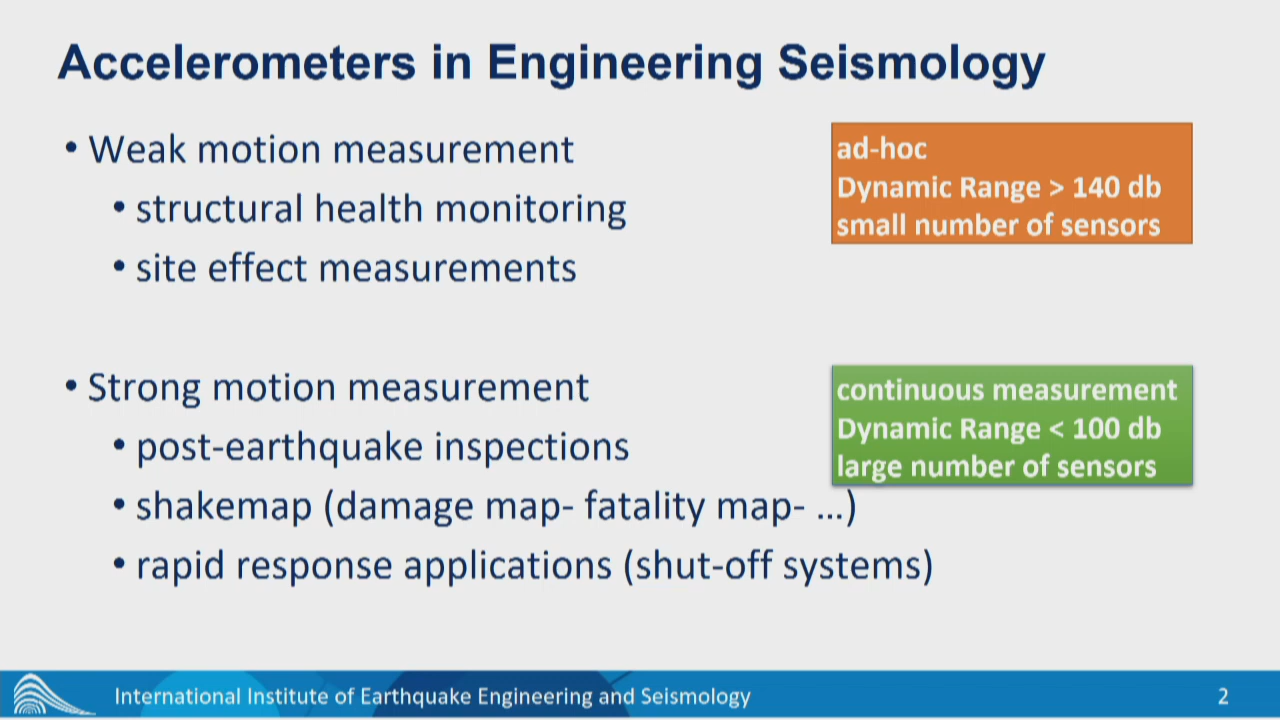 Accelerometers in Engineering Seismology
• Weak motion measurement
• structural health monitoring
• site effect measurements
ad-hoc
Dynamic Range > 140 db
small number of sensors
• Strong motion measurement
• post-earthquake inspections
• shakemap (damage map- fatality map- ...)
• rapid response applications (shut-off systems)
continuous measurement
Dynamic Range < 100 db
large number of sensors
International Institute of Earthquake Engineering and Seismology
2